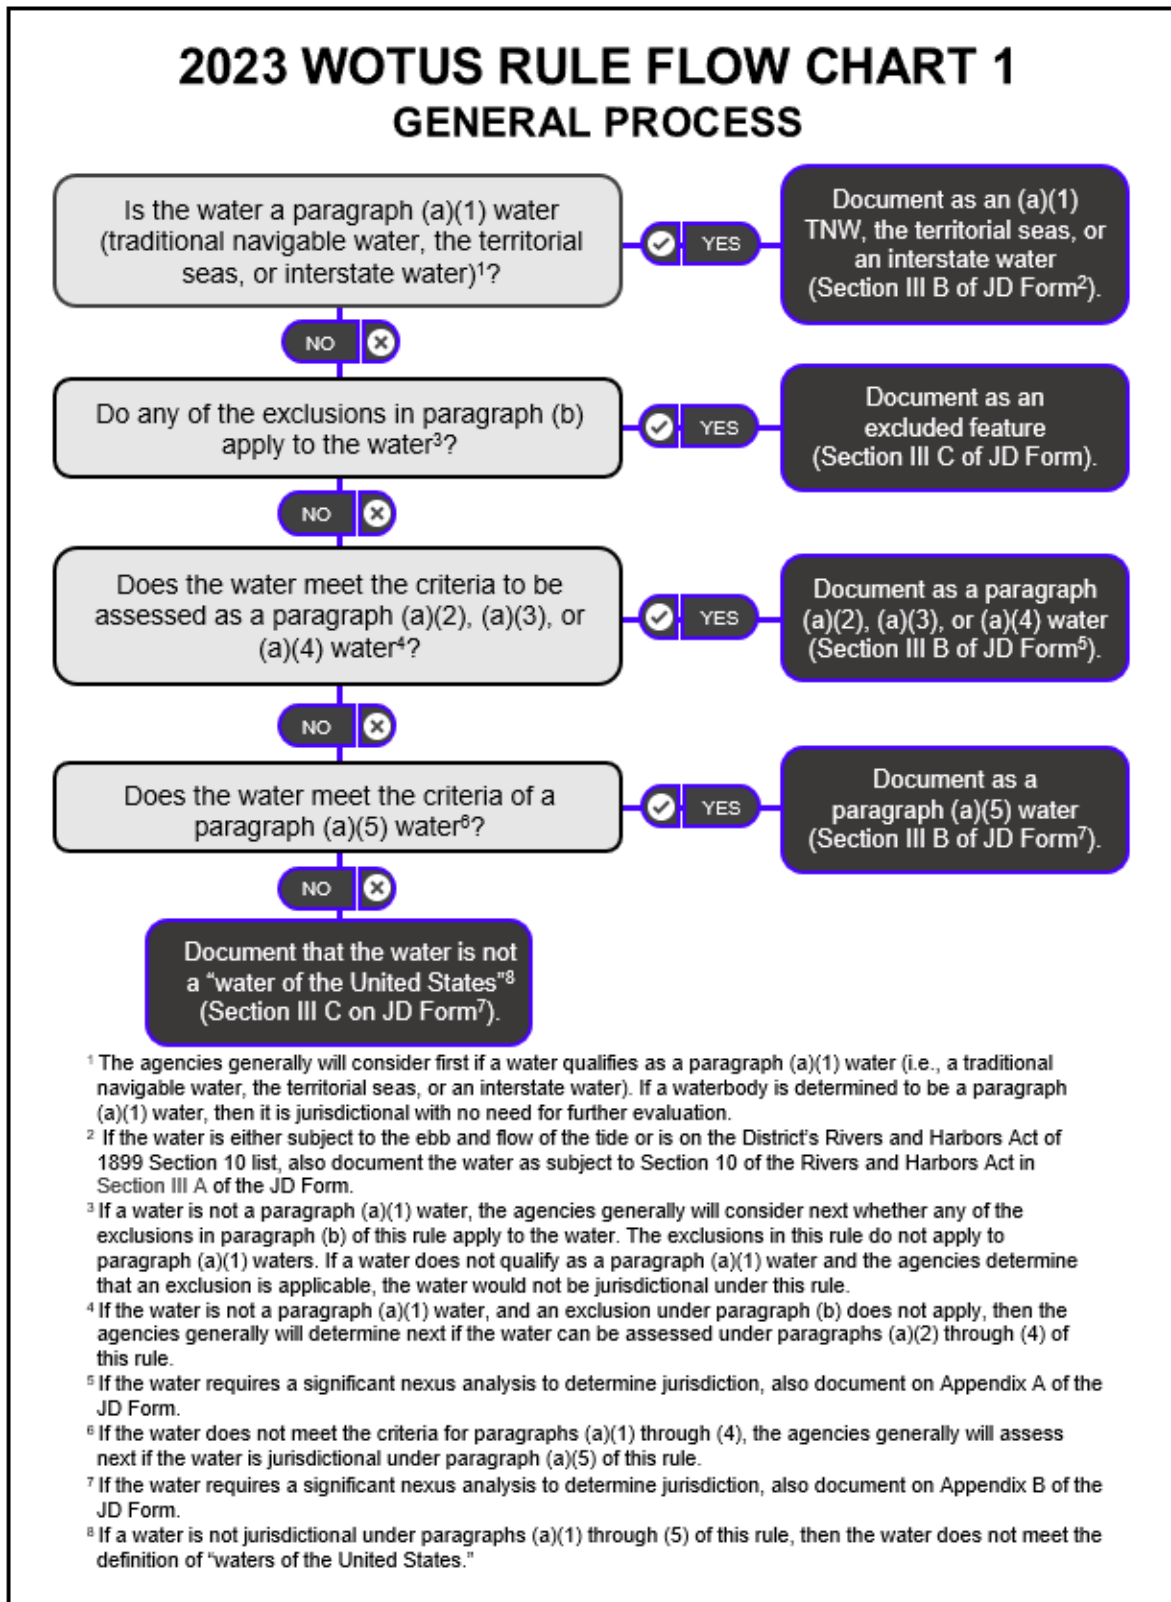 2023 WOTUS RULE FLOW CHART 1
GENERAL PROCESS
Is the water a paragraph (a)(1) water
(traditional navigable water, the territorial
seas, or interstate water)¹?
YES
Document as an (a)(1)
TNW, the territorial seas, or
an interstate water
(Section III B of JD Form²).
NO
Do any of the exclusions in paragraph (b)
apply to the water³?
YES
Document as an
excluded feature
(Section III C of JD Form).
NO
Does the water meet the criteria to be
assessed as a paragraph (a)(2), (a)(3), or
(a)(4) water⁴?
YES
Document as a paragraph
(a)(2), (a)(3), or (a)(4) water
(Section III B of JD Form⁵).
NO
Does the water meet the criteria of a
paragraph (a)(5) water⁶?
YES
Document as a
paragraph (a)(5) water
(Section III B of JD Form⁷).
NO
Document that the water is not
a “water of the United States”⁸
(Section III C on JD Form⁷).
¹ The agencies generally will consider first if a water qualifies as a paragraph (a)(1) water (i.e., a traditional
navigable water, the territorial seas, or an interstate water). If a waterbody is determined to be a paragraph
(a)(1) water, then it is jurisdictional with no need for further evaluation.
² If the water is either subject to the ebb and flow of the tide or is on the District’s Rivers and Harbors Act of
1899 Section 10 list, also document the water as subject to Section 10 of the Rivers and Harbors Act in
Section III A of the JD Form.
³ If a water is not a paragraph (a)(1) water, the agencies generally will consider next whether any of the
exclusions in paragraph (b) of this rule apply to the water. The exclusions in this rule do not apply to
paragraph (a)(1) waters. If a water does not qualify as a paragraph (a)(1) water and the agencies determine
that an exclusion is applicable, the water would not be jurisdictional under this rule.
⁴ If the water is not a paragraph (a)(1) water, and an exclusion under paragraph (b) does not apply, then the
agencies generally will determine next if the water can be assessed under paragraphs (a)(2) through (4) of
this rule.
⁵ If the water requires a significant nexus analysis to determine jurisdiction, also document on Appendix A of the
JD Form.
⁶ If the water does not meet the criteria for paragraphs (a)(1) through (4), the agencies generally will assess
next if the water is jurisdictional under paragraph (a)(5) of this rule.
⁷ If the water requires a significant nexus analysis to determine jurisdiction, also document on Appendix B of the
JD Form.
⁸ If a water is not jurisdictional under paragraphs (a)(1) through (5) of this rule, then the water does not meet the
definition of “waters of the United States.”